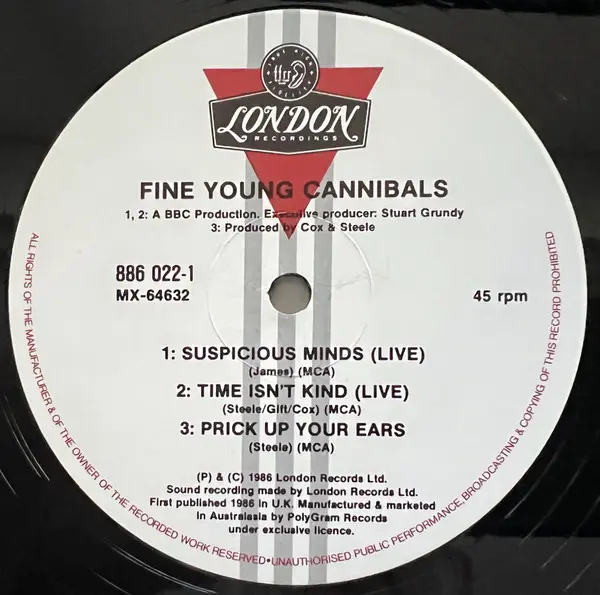 LONDON
RECORDINGS
FINE YOUNG CANNIBALS
1, 2: A BBC Production. Executive producer: Stuart Grundy
3: Produced by Cox & Steele
886 022-1
MX-64632
45 rpm
1: SUSPICIOUS MINDS (LIVE)
(James) (MCA)
2: TIME ISN'T KIND (LIVE)
(Steele/Gift/Cox) (MCA)
3: PRICK UP YOUR EARS
(Steele) (MCA)
(P) & (C) 1986 London Records Ltd.
Sound recording made by London Records Ltd.
First published 1986 in U.K. Manufactured & marketed
in Australasia by PolyGram Records
under exclusive licence.
ALL RIGHTS OF THE MANUFACTURER & OF THE OWNER OF THE RECORDED WORK RESERVED•UNAUTHORISED PUBLIC PERFORMANCE, BROADCASTING & COPYING OF THIS RECORD PROHIBITED